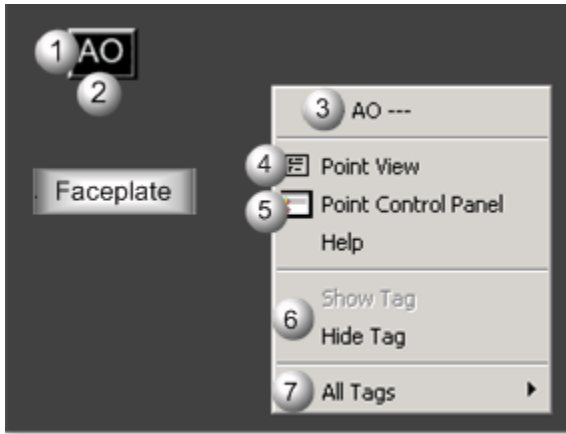 1 AO
2
3 AO ---
4 Point View
Faceplate
5 Point Control Panel
Help
Show Tag
6
Hide Tag
7 All Tags